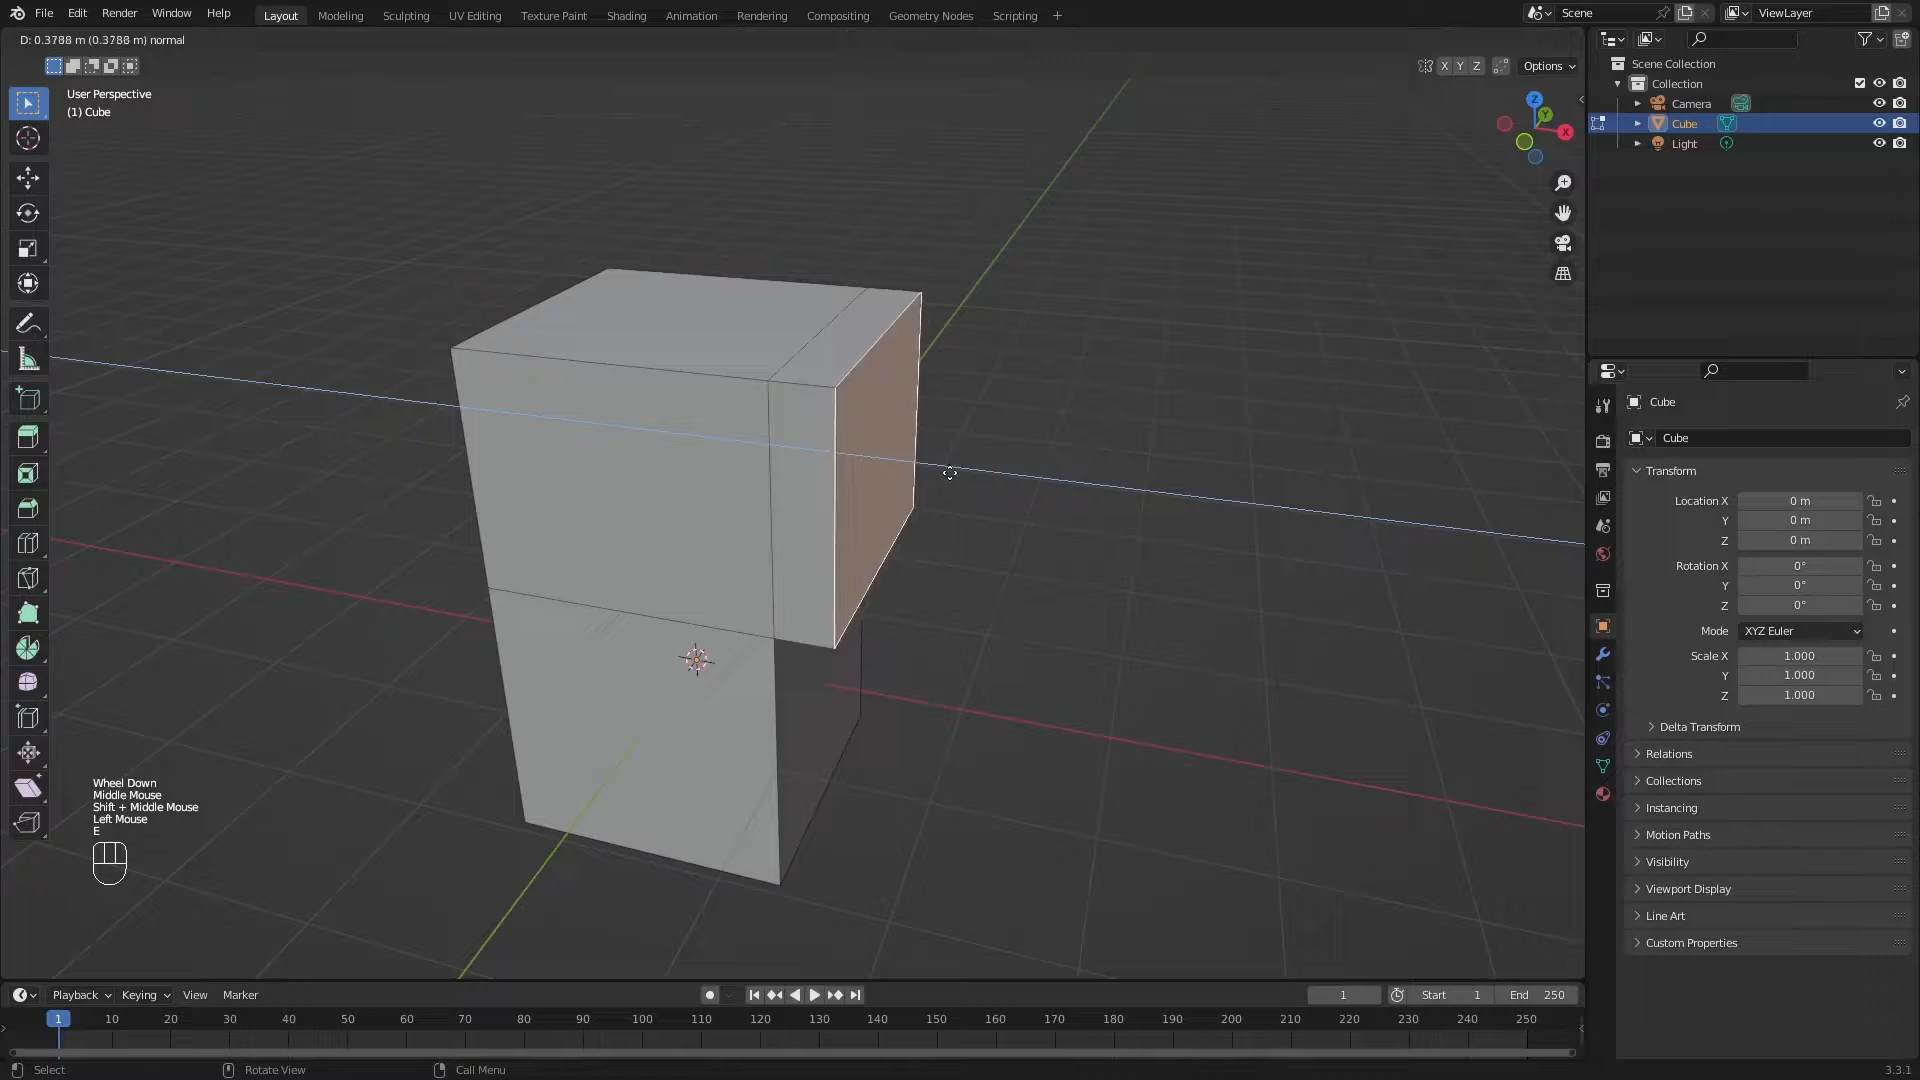 File Edit Render Window Help Layout Modeling Sculpting UV Editing Texture Paint Shading Animation Rendering Compositing Geometry Nodes Scripting + Scene ViewLayer
D: 0.3788 m (0.3788 m) normal
X Y Z Options
User Perspective
(1) Cube
Z
Y
X
Scene Collection
Collection
Camera
Cube
Light
Cube
Cube
Transform
Location X 0 m
Y 0 m
Z 0 m
Rotation X 0°
Y 0°
Z 0°
Mode XYZ Euler
Scale X 1.000
Y 1.000
Z 1.000
Delta Transform
Relations
Collections
Instancing
Motion Paths
Visibility
Viewport Display
Line Art
Custom Properties
Wheel Down
Middle Mouse
Shift + Middle Mouse
Left Mouse
E
Playback Keying View Marker 1 Start 1 End 250
1 10 20 30 40 50 60 70 80 90 100 110 120 130 140 150 160 170 180 190 200 210 220 230 240 250
Select Rotate View Call Menu 3.3.1